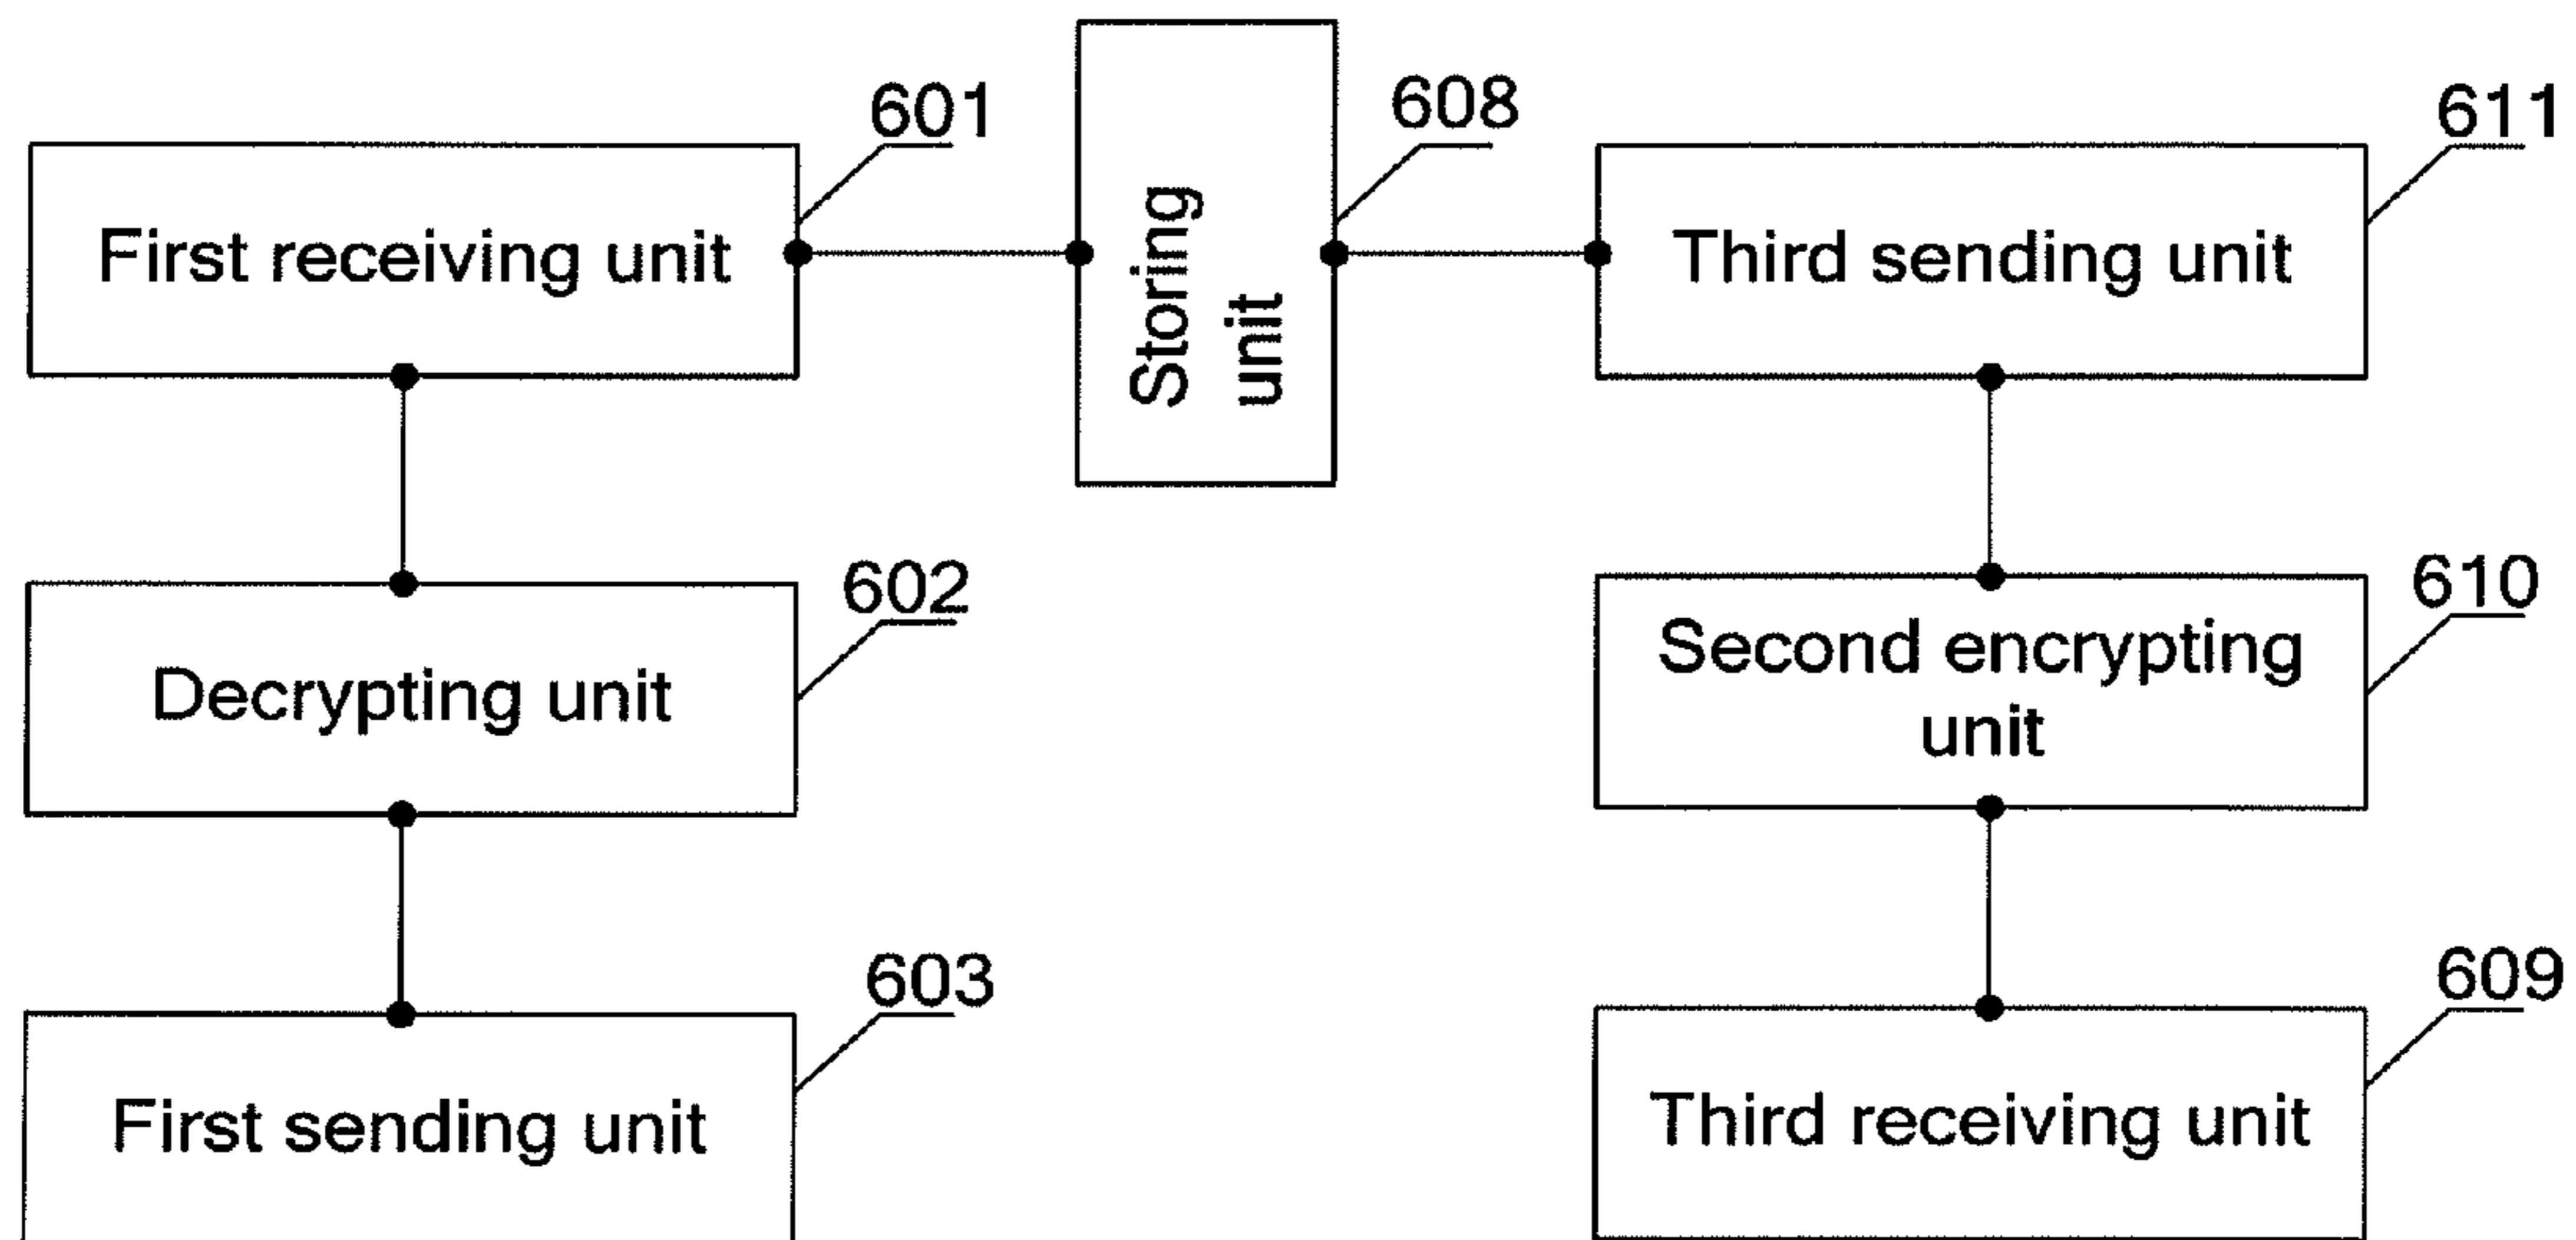 601
First receiving unit
Storing
unit
608
611
Third sending unit
602
Decrypting unit
610
Second encrypting
unit
603
First sending unit
609
Third receiving unit